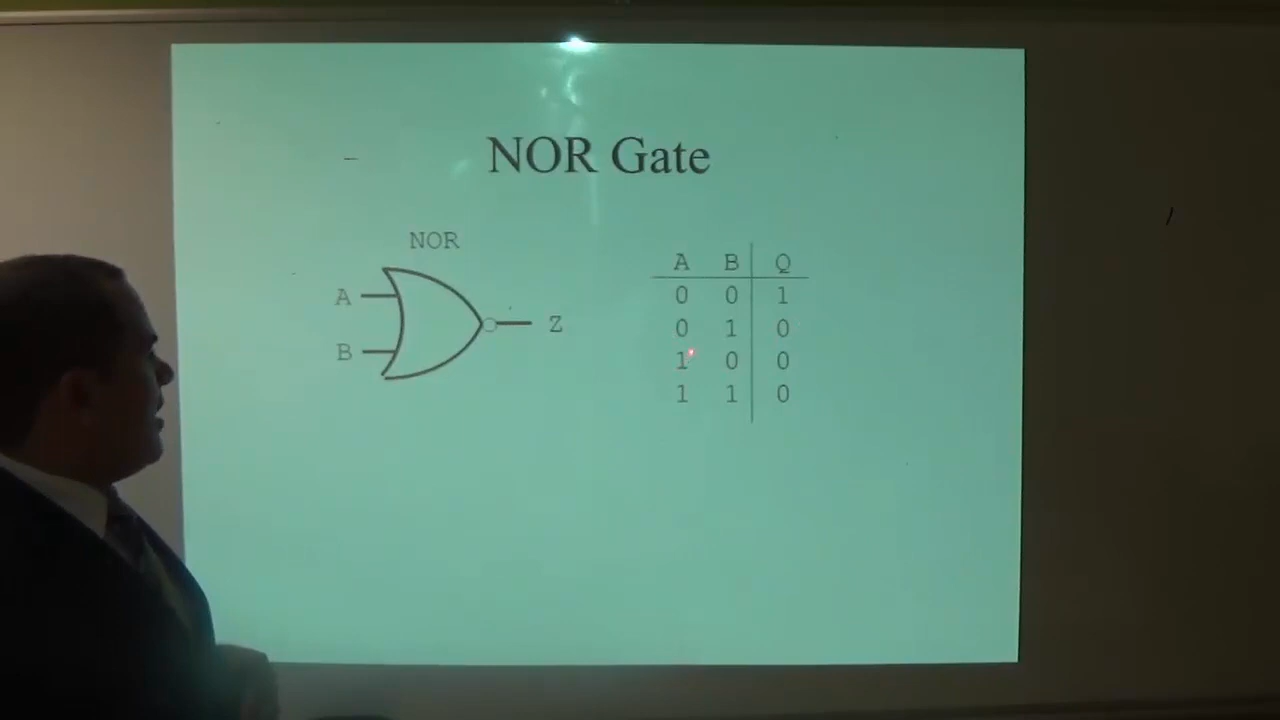 NOR Gate
NOR
A
B
Z
A B Q
0 0 1
0 1 0
1 0 0
1 1 0